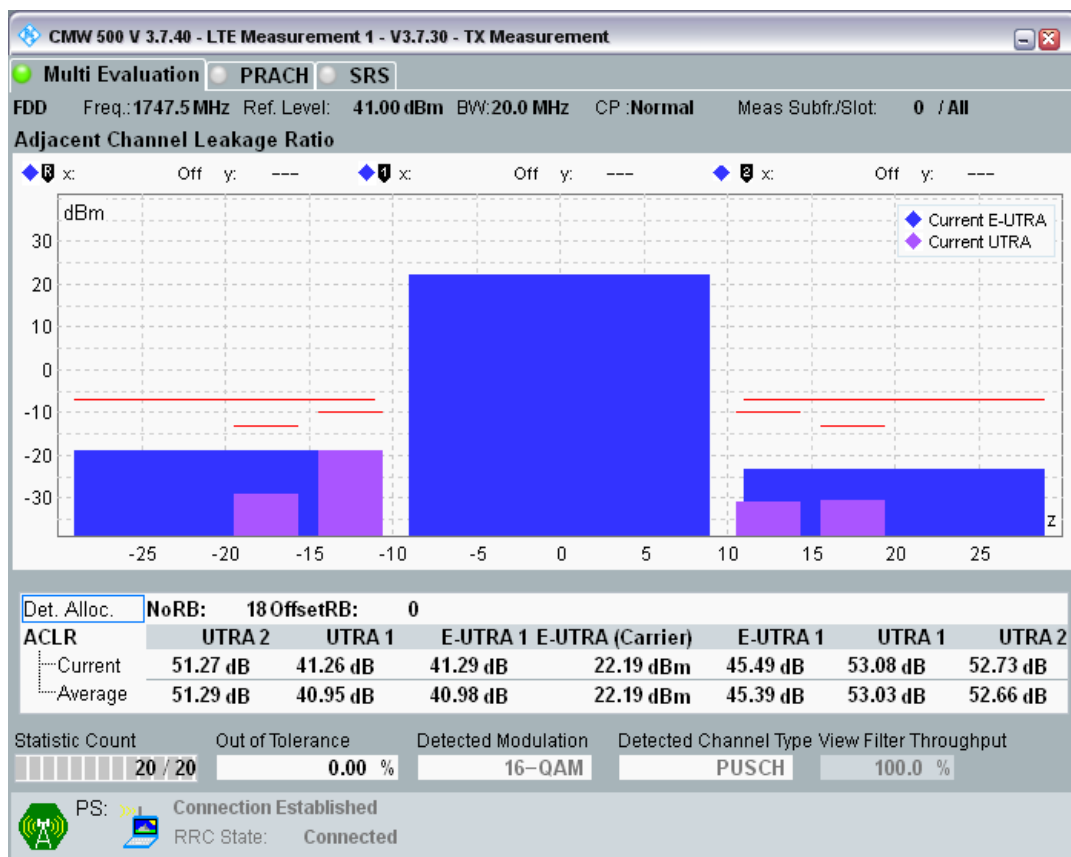 CMW 500 V 3.7.40 - LTE Measurement 1 - V3.7.30 - TX Measurement
Multi Evaluation PRACH SRS
FDD Freq.:1747.5 MHz Ref. Level: 41.00 dBm BW:20.0 MHz CP :Normal Meas Subfr./Slot: 0 / All
Adjacent Channel Leakage Ratio
R x: Off y: --- 1 x: Off y: --- 2 x: Off y: ---
dBm
Current E-UTRA
Current UTRA
30
20
10
0
-10
-20
-30
z
-25 -20 -15 -10 -5 0 5 10 15 20 25
Det. Alloc. NoRB: 18 OffsetRB: 0
ACLR UTRA 2 UTRA 1 E-UTRA 1 E-UTRA (Carrier) E-UTRA 1 UTRA 1 UTRA 2
Current 51.27 dB 41.26 dB 41.29 dB 22.19 dBm 45.49 dB 53.08 dB 52.73 dB
Average 51.29 dB 40.95 dB 40.98 dB 22.19 dBm 45.39 dB 53.03 dB 52.66 dB
Statistic Count Out of Tolerance Detected Modulation Detected Channel Type View Filter Throughput
20 / 20 0.00 % 16-QAM PUSCH 100.0 %
PS: Connection Established
RRC State: Connected